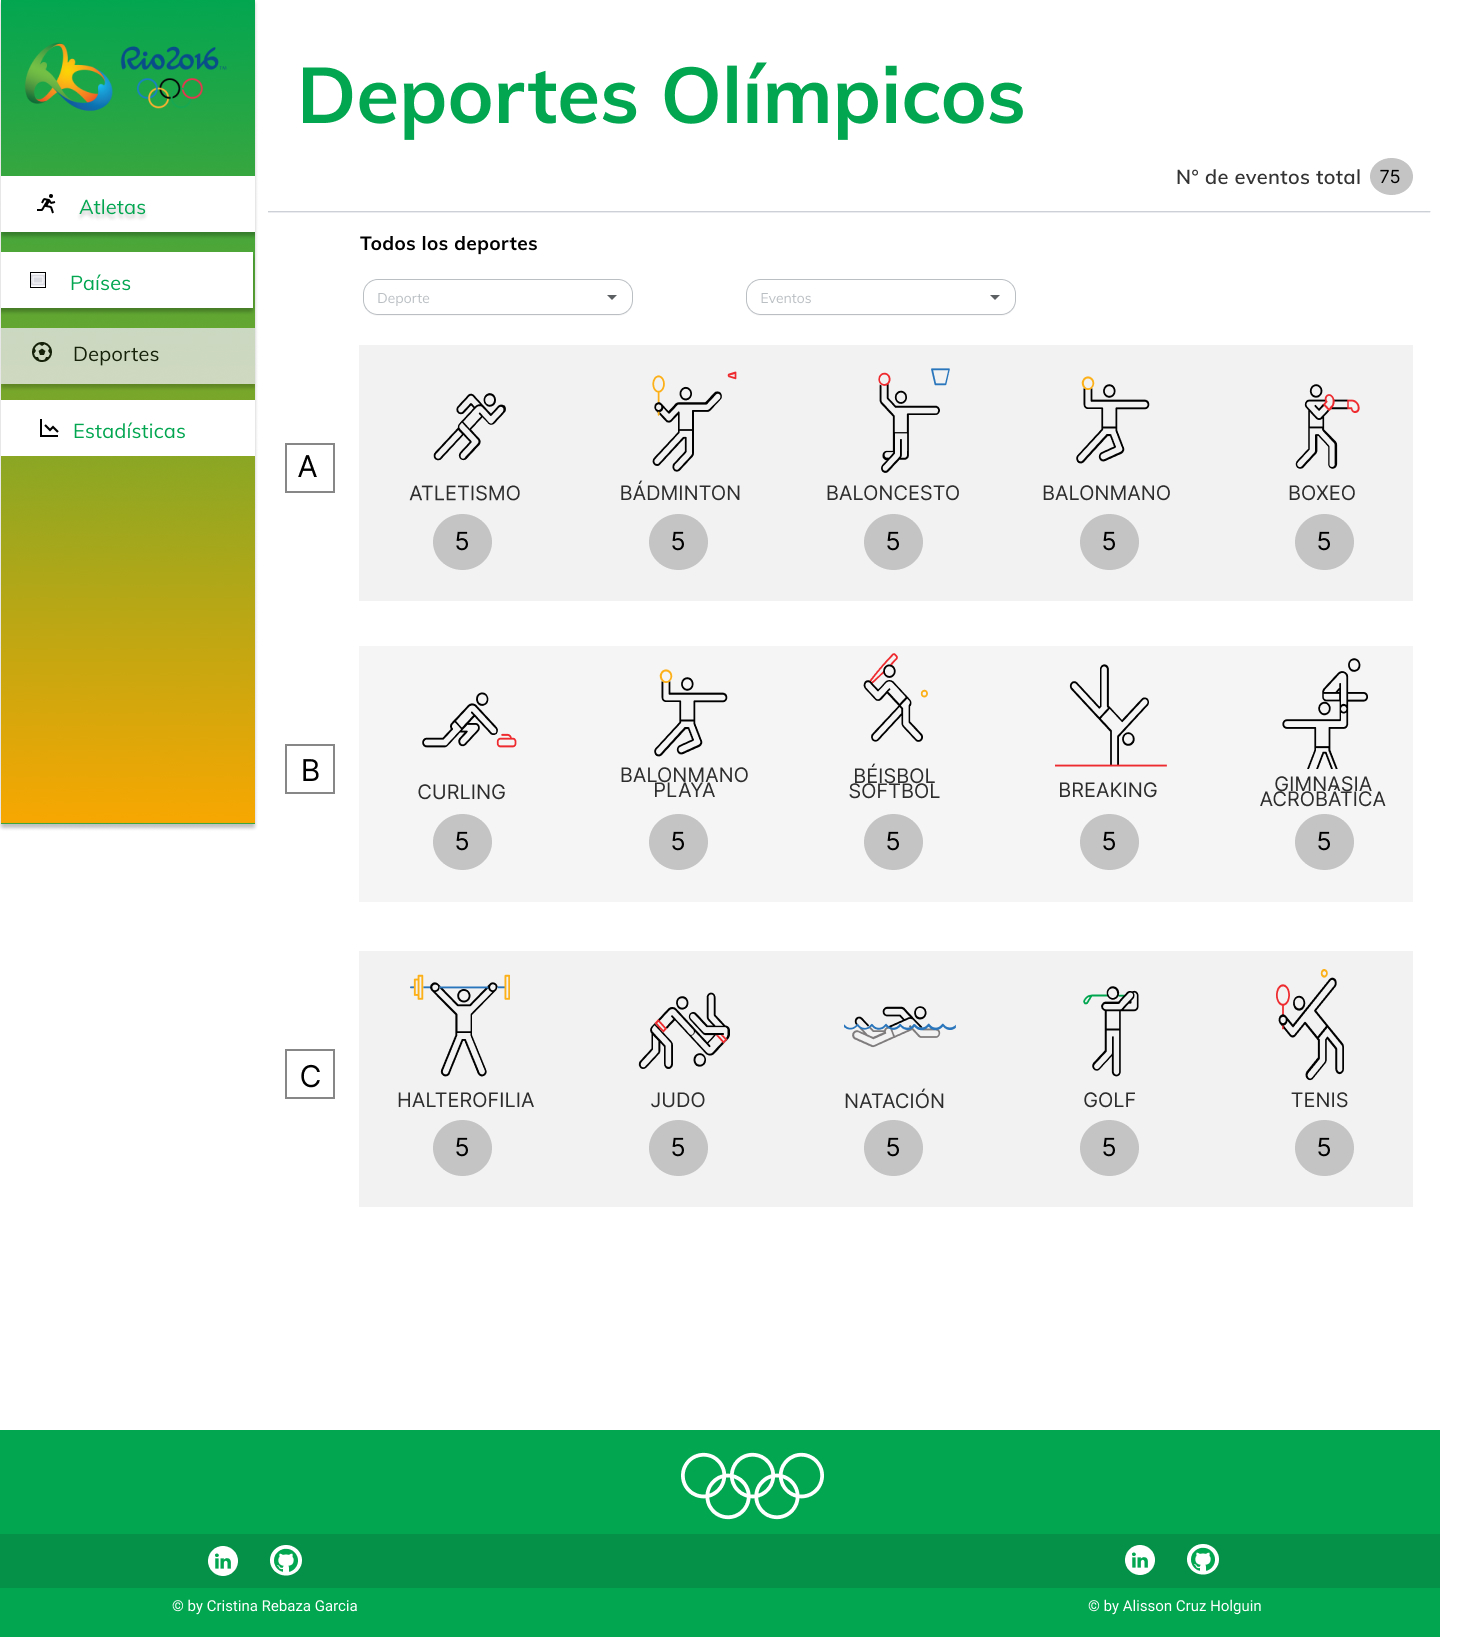 Rio2016
Deportes Olímpicos
N° de eventos total 75
Atletas
Países
Deportes
Estadísticas
Todos los deportes
Deporte
Eventos
A
ATLETISMO
BÁDMINTON
BALONCESTO
BALONMANO
BOXEO
5
5
5
5
5
B
CURLING
BALONMANO
PLAYA
BÉISBOL
SOFTBOL
BREAKING
GIMNASIA
ACROBÁTICA
5
5
5
5
5
C
HALTEROFILIA
JUDO
NATACIÓN
GOLF
TENIS
5
5
5
5
5
in
in
© by Cristina Rebaza Garcia
© by Alisson Cruz Holguin